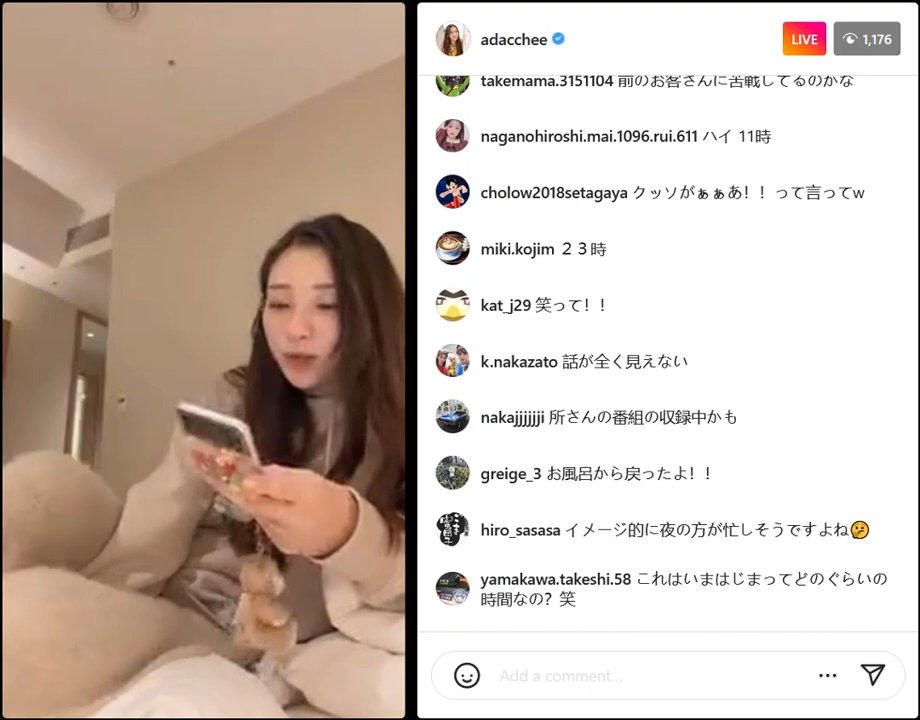 adacchee
LIVE
1,176
takemama.3151104 前のお客さんに苦戦してるのかな
naganohiroshi.mai.1096.rui.611 ハイ 11時
cholow2018setagaya クッソがぁぁあ！！って言ってw
miki.kojim ２３時
kat_j29 笑って！！
k.nakazato 話が全く見えない
nakajjjjjji 所さんの番組の収録中かも
greige_3 お風呂から戻ったよ！！
hiro_sasasa イメージ的に夜の方が忙しそうですよね🤔
yamakawa.takeshi.58 これはいまはじまってどのぐらいの
時間なの？笑
Add a comment...